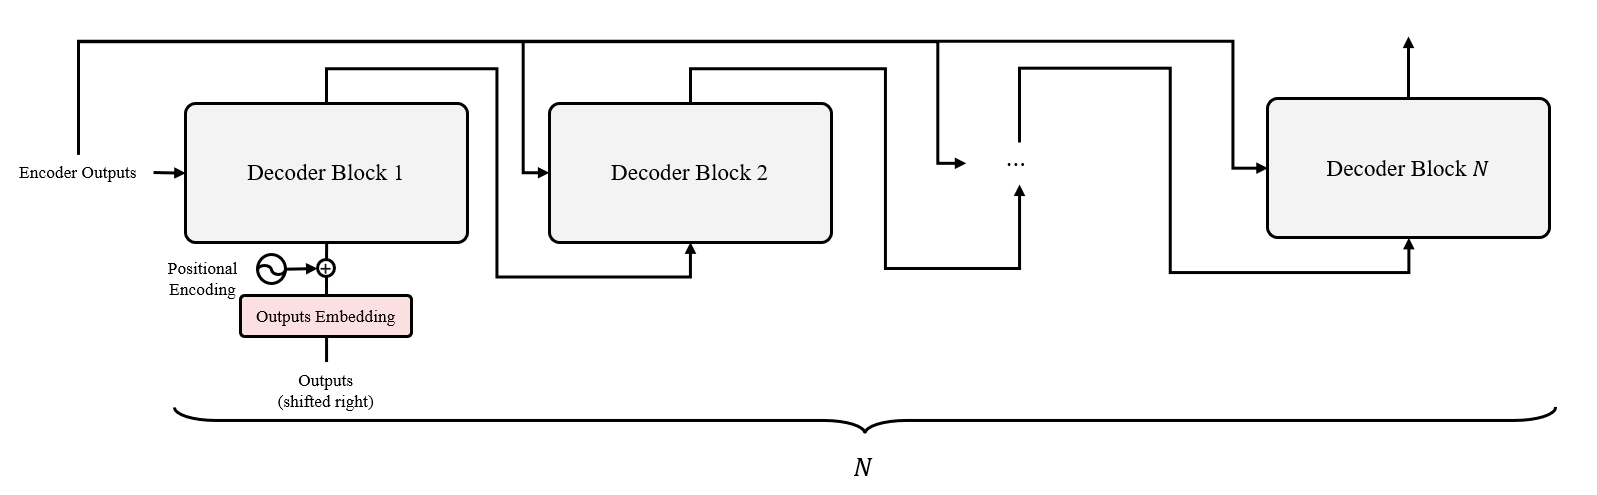 Encoder Outputs
Decoder Block 1
Decoder Block 2
...
Decoder Block N
Positional
Encoding
Outputs Embedding
Outputs
(shifted right)
N